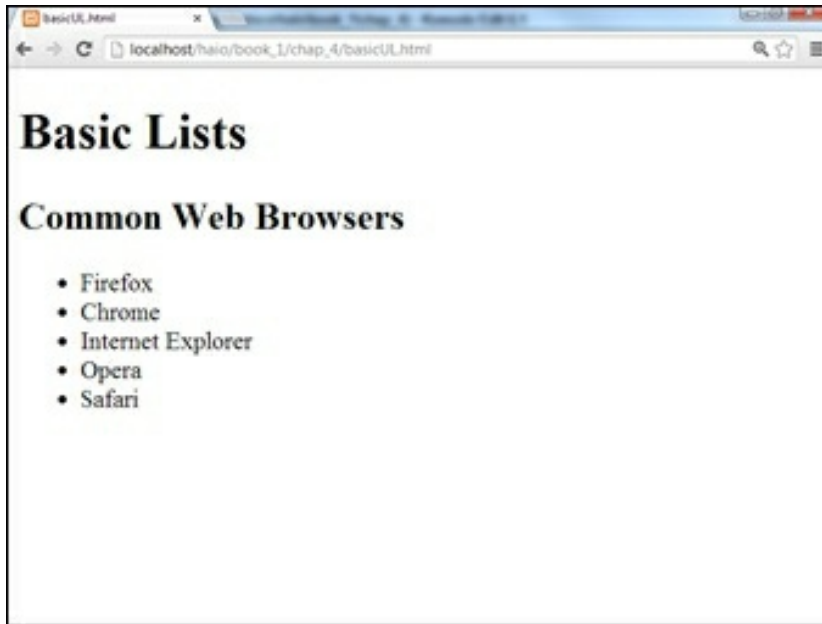 basicUL.html
localhost/haio/book_1/chap_4/basicUL.html
Basic Lists
Common Web Browsers
Firefox
Chrome
Internet Explorer
Opera
Safari